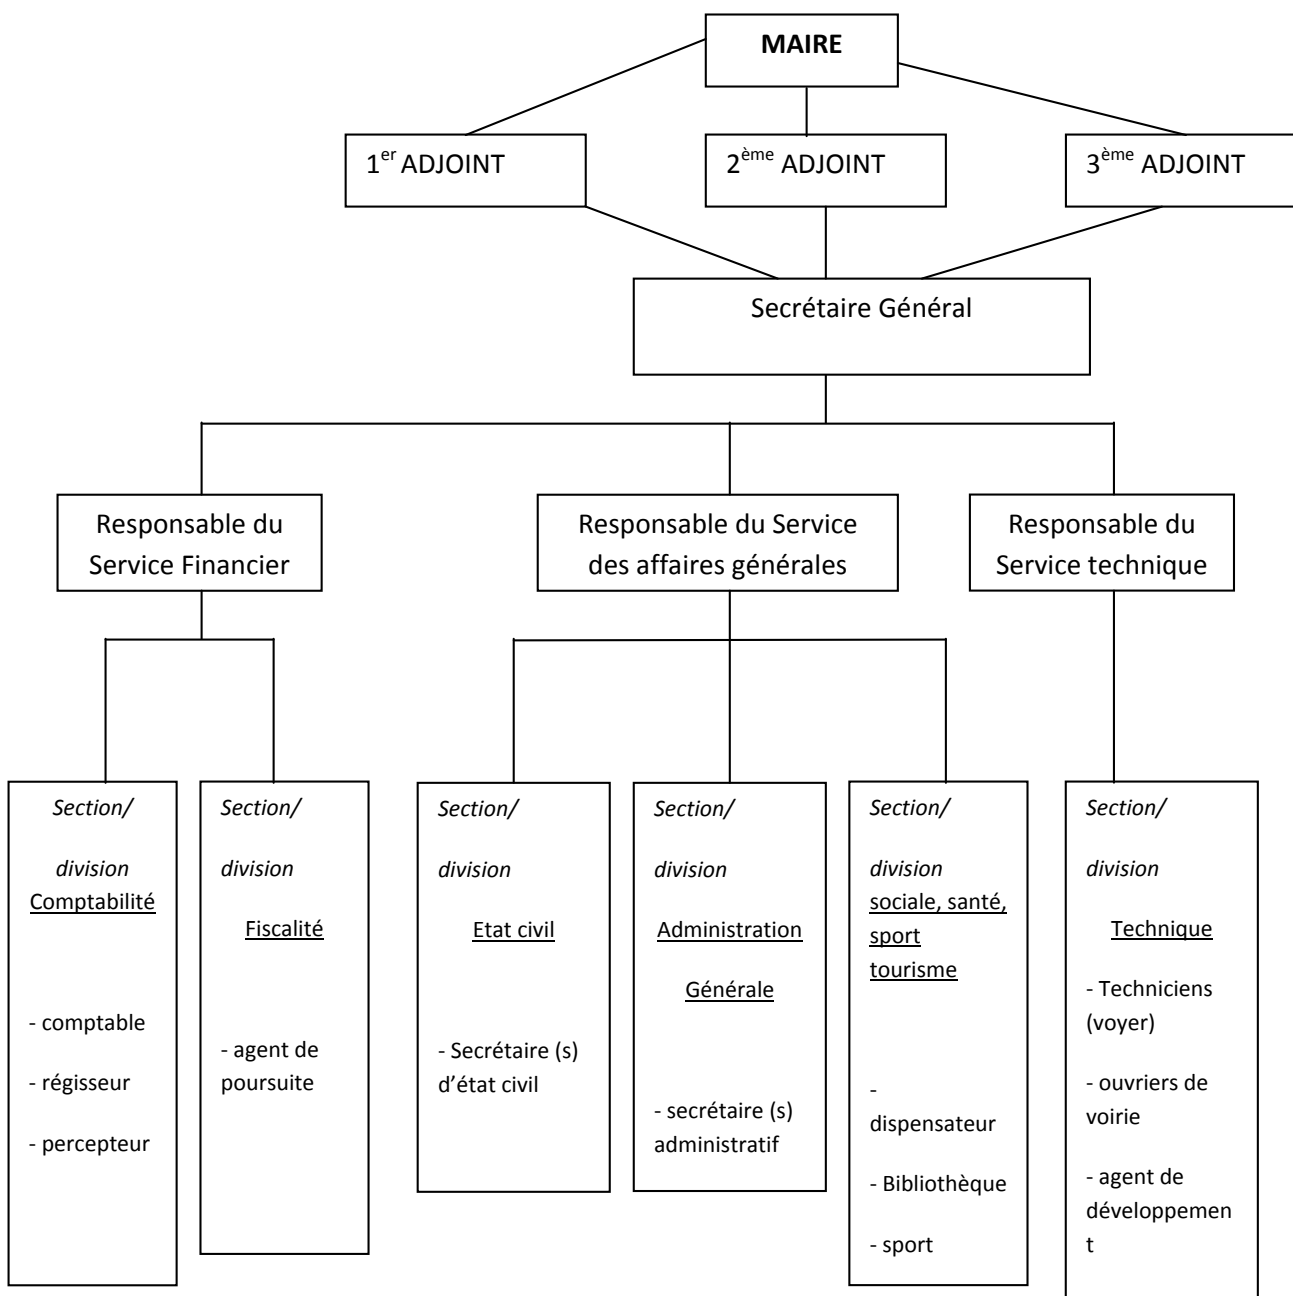 MAIRE
1er ADJOINT
2ème ADJOINT
3ème ADJOINT
Secrétaire Général
Responsable du
Service Financier
Responsable du Service
des affaires générales
Responsable du
Service technique
Section/
division
Comptabilité
- comptable
- régisseur
- percepteur
Section/
division
Fiscalité
- agent de
poursuite
Section/
division
Etat civil
- Secrétaire (s)
d’état civil
Section/
division
Administration
Générale
- secrétaire (s)
administratif
Section/
division
sociale, santé,
sport
tourisme
-
dispensateur
- Bibliothèque
- sport
Section/
division
Technique
- Techniciens
(voyer)
- ouvriers de
voirie
- agent de
développemen
t